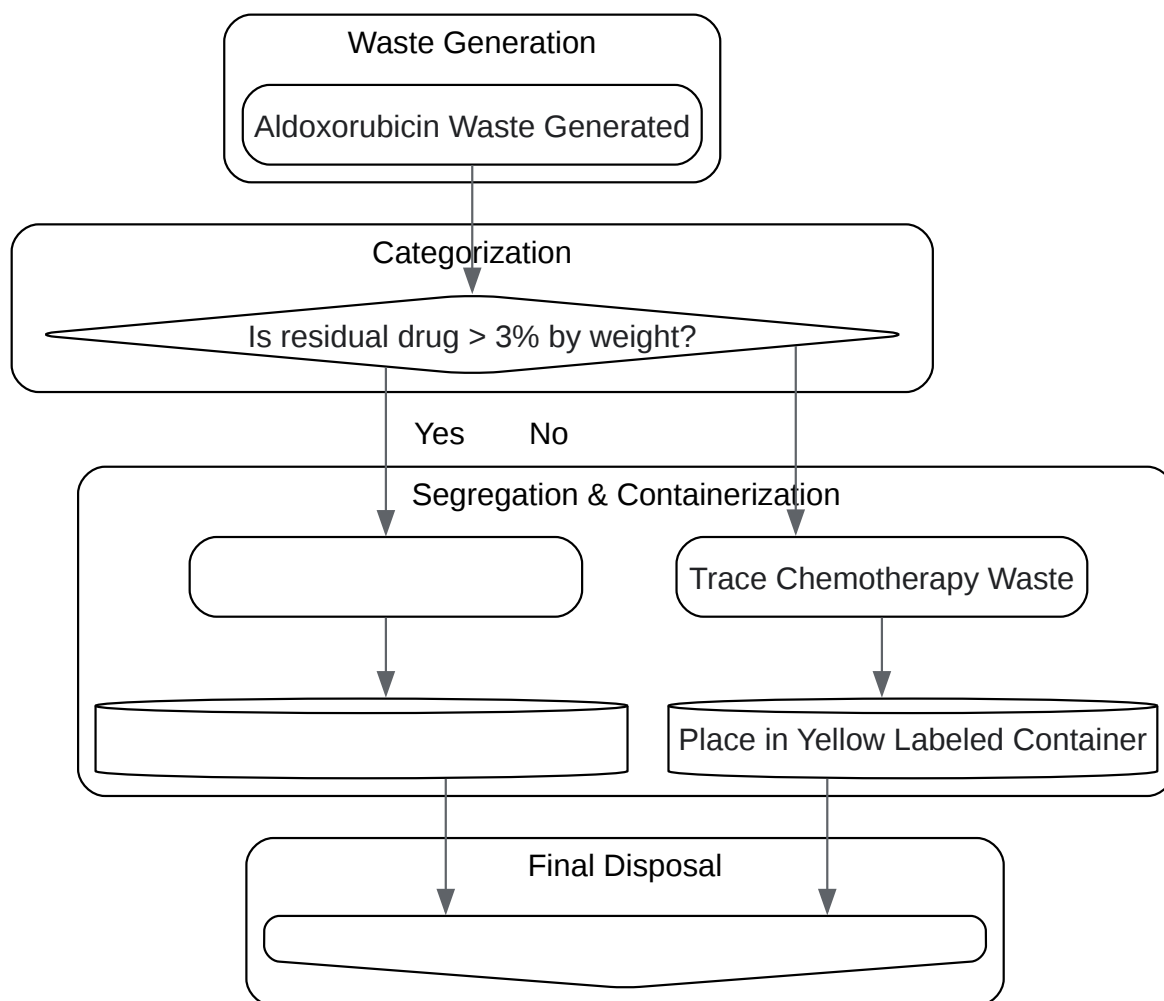 Waste Generation
Aldoxorubicin Waste Generated
Categorization
Is residual drug > 3% by weight?
Yes No
Segregation & Containerization
Trace Chemotherapy Waste
Place in Yellow Labeled Container
Final Disposal